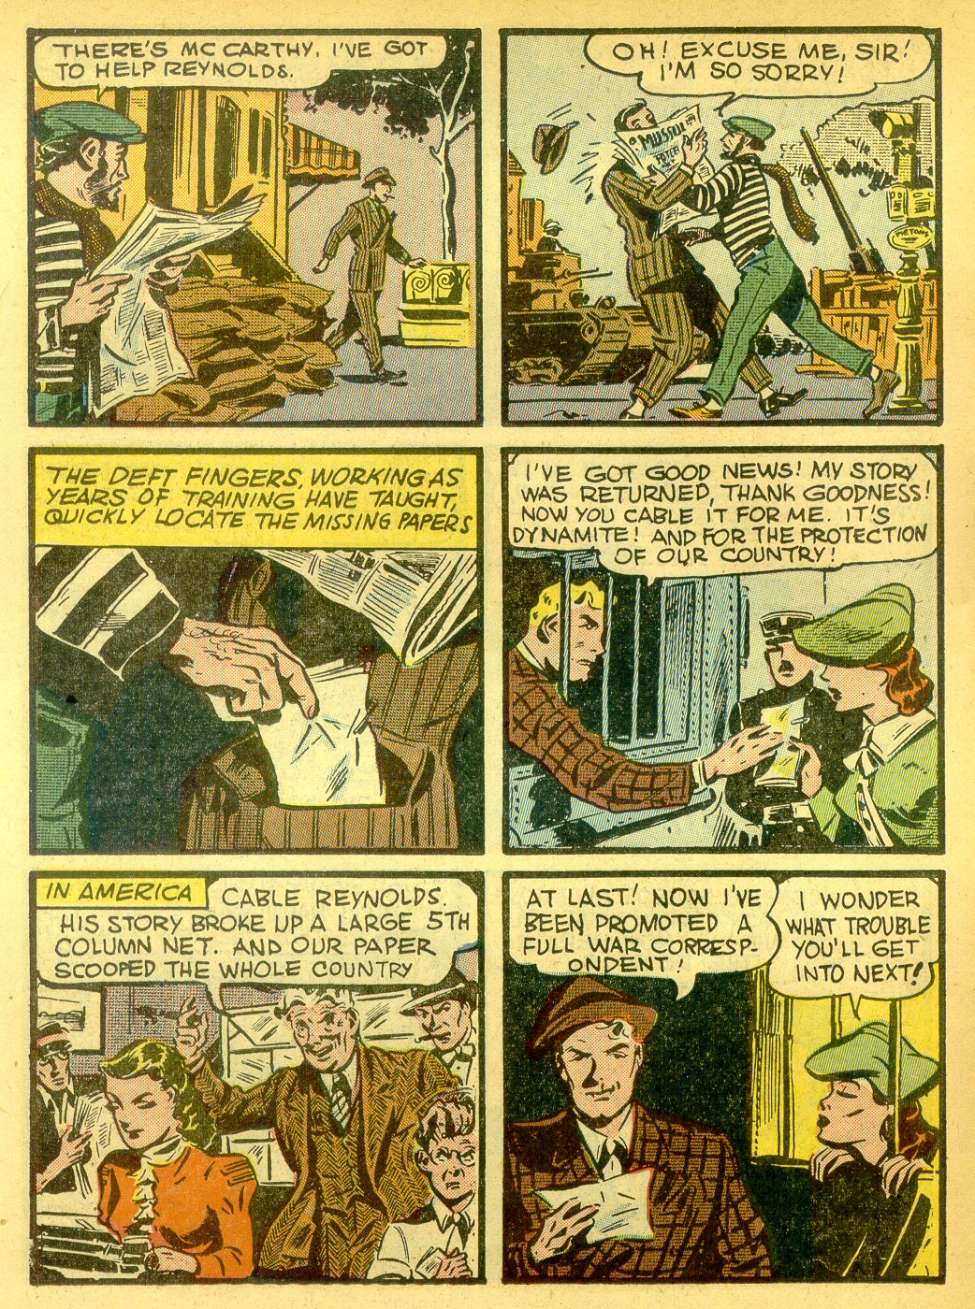 THERE'S MC CARTHY. I'VE GOT
TO HELP REYNOLDS.
OH! EXCUSE ME, SIR!
I'M SO SORRY!
THE DEFT FINGERS, WORKING AS
YEARS OF TRAINING HAVE TAUGHT,
QUICKLY LOCATE THE MISSING PAPERS
I'VE GOT GOOD NEWS! MY STORY
WAS RETURNED, THANK GOODNESS!
NOW YOU CABLE IT FOR ME. IT'S
DYNAMITE! AND FOR THE PROTECTION
OF OUR COUNTRY!
IN AMERICA
CABLE REYNOLDS.
HIS STORY BROKE UP A LARGE 5TH
COLUMN NET. AND OUR PAPER
SCOOPED THE WHOLE COUNTRY
AT LAST! NOW I'VE
BEEN PROMOTED A
FULL WAR CORRESP-
ONDENT!
I WONDER
WHAT TROUBLE
YOU'LL GET
INTO NEXT!